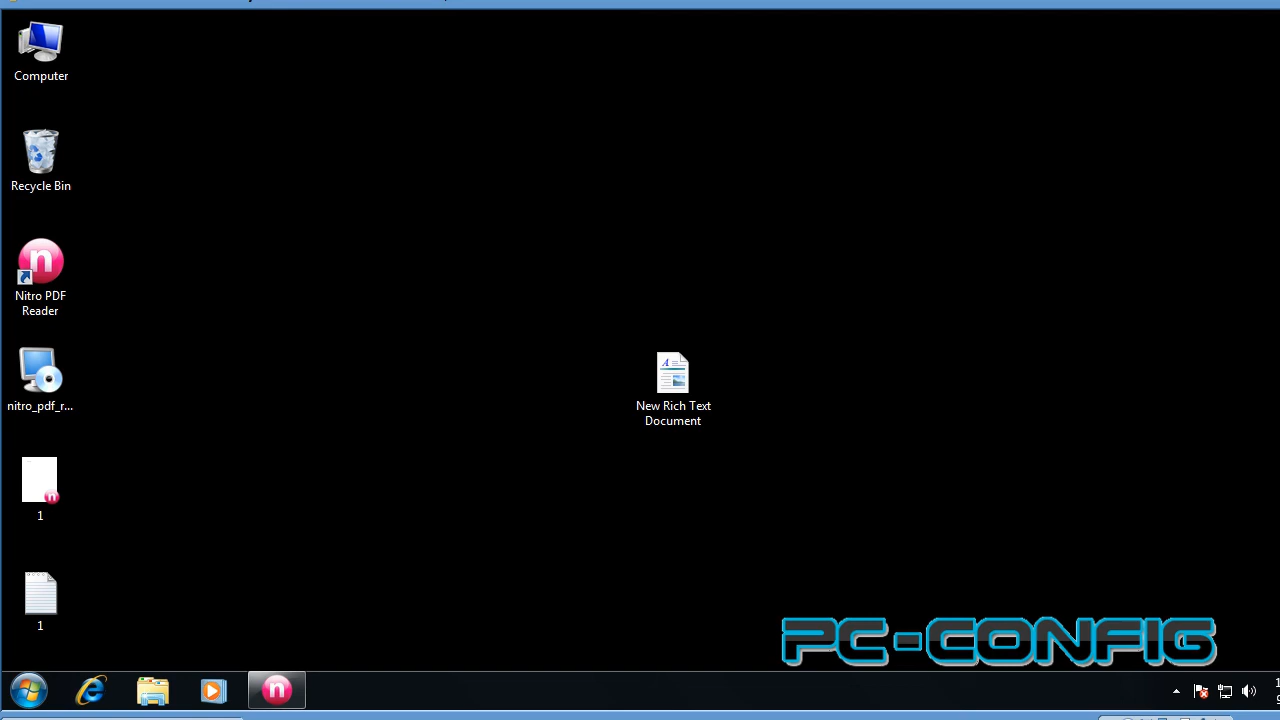 Computer
Recycle Bin
Nitro PDF
Reader
nitro_pdf_r...
1
1
New Rich Text
Document
PC-CONFIG